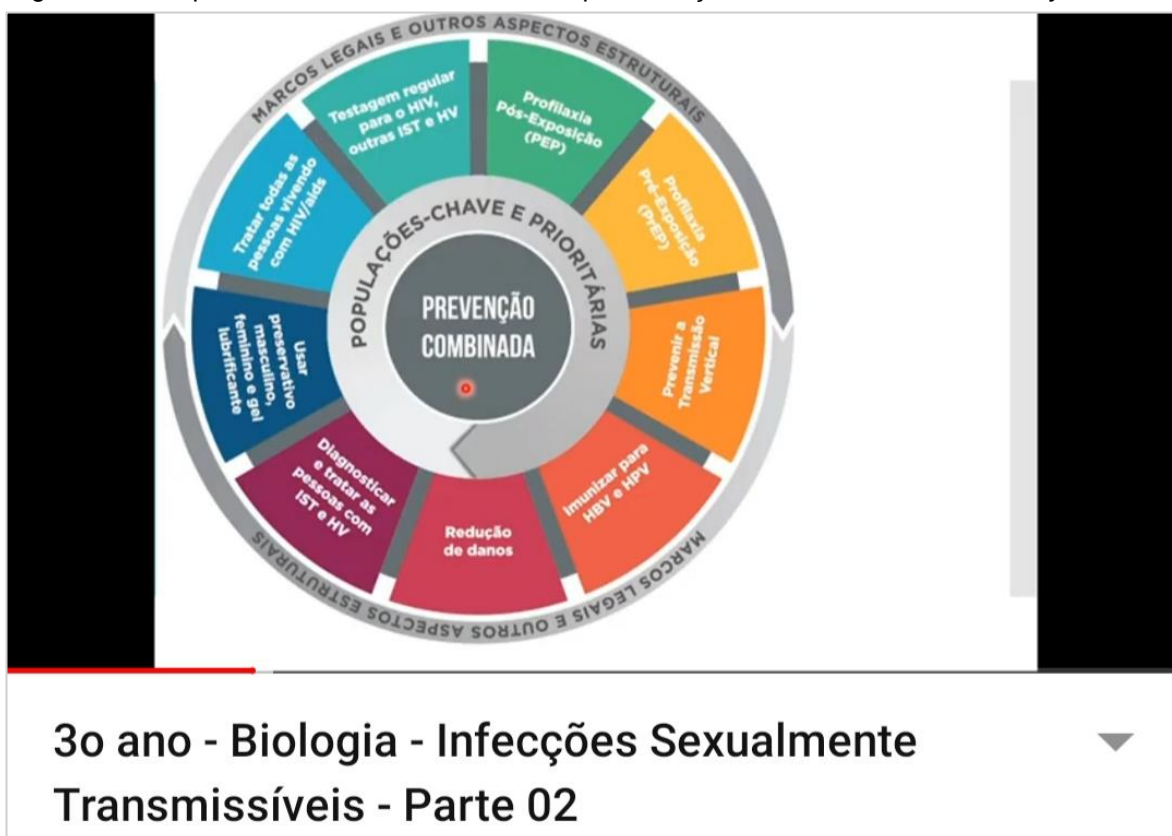 MARCOS LEGAIS E OUTROS ASPECTOS ESTRUTURAIS
Testagem regular
para o HIV,
outras IST e HV
Profilaxia
Pós-Exposição
(PEP)
Profilaxia
Pré-Exposição
(PrEP)
Prevenir a
Transmissão
Vertical
Imunizar para
HBV e HPV
Redução
de danos
Diagnosticar
e tratar as
pessoas com
IST e HV
Usar
preservativo
masculino,
feminino e gel
lubrificante
Tratar todas as
pessoas vivendo
com HIV/aids
POPULAÇÕES-CHAVE E PRIORITÁRIAS
PREVENÇÃO
COMBINADA
MARCOS LEGAIS E OUTROS ASPECTOS ESTRUTURAIS
3o ano - Biologia - Infecções Sexualmente
Transmissíveis - Parte 02